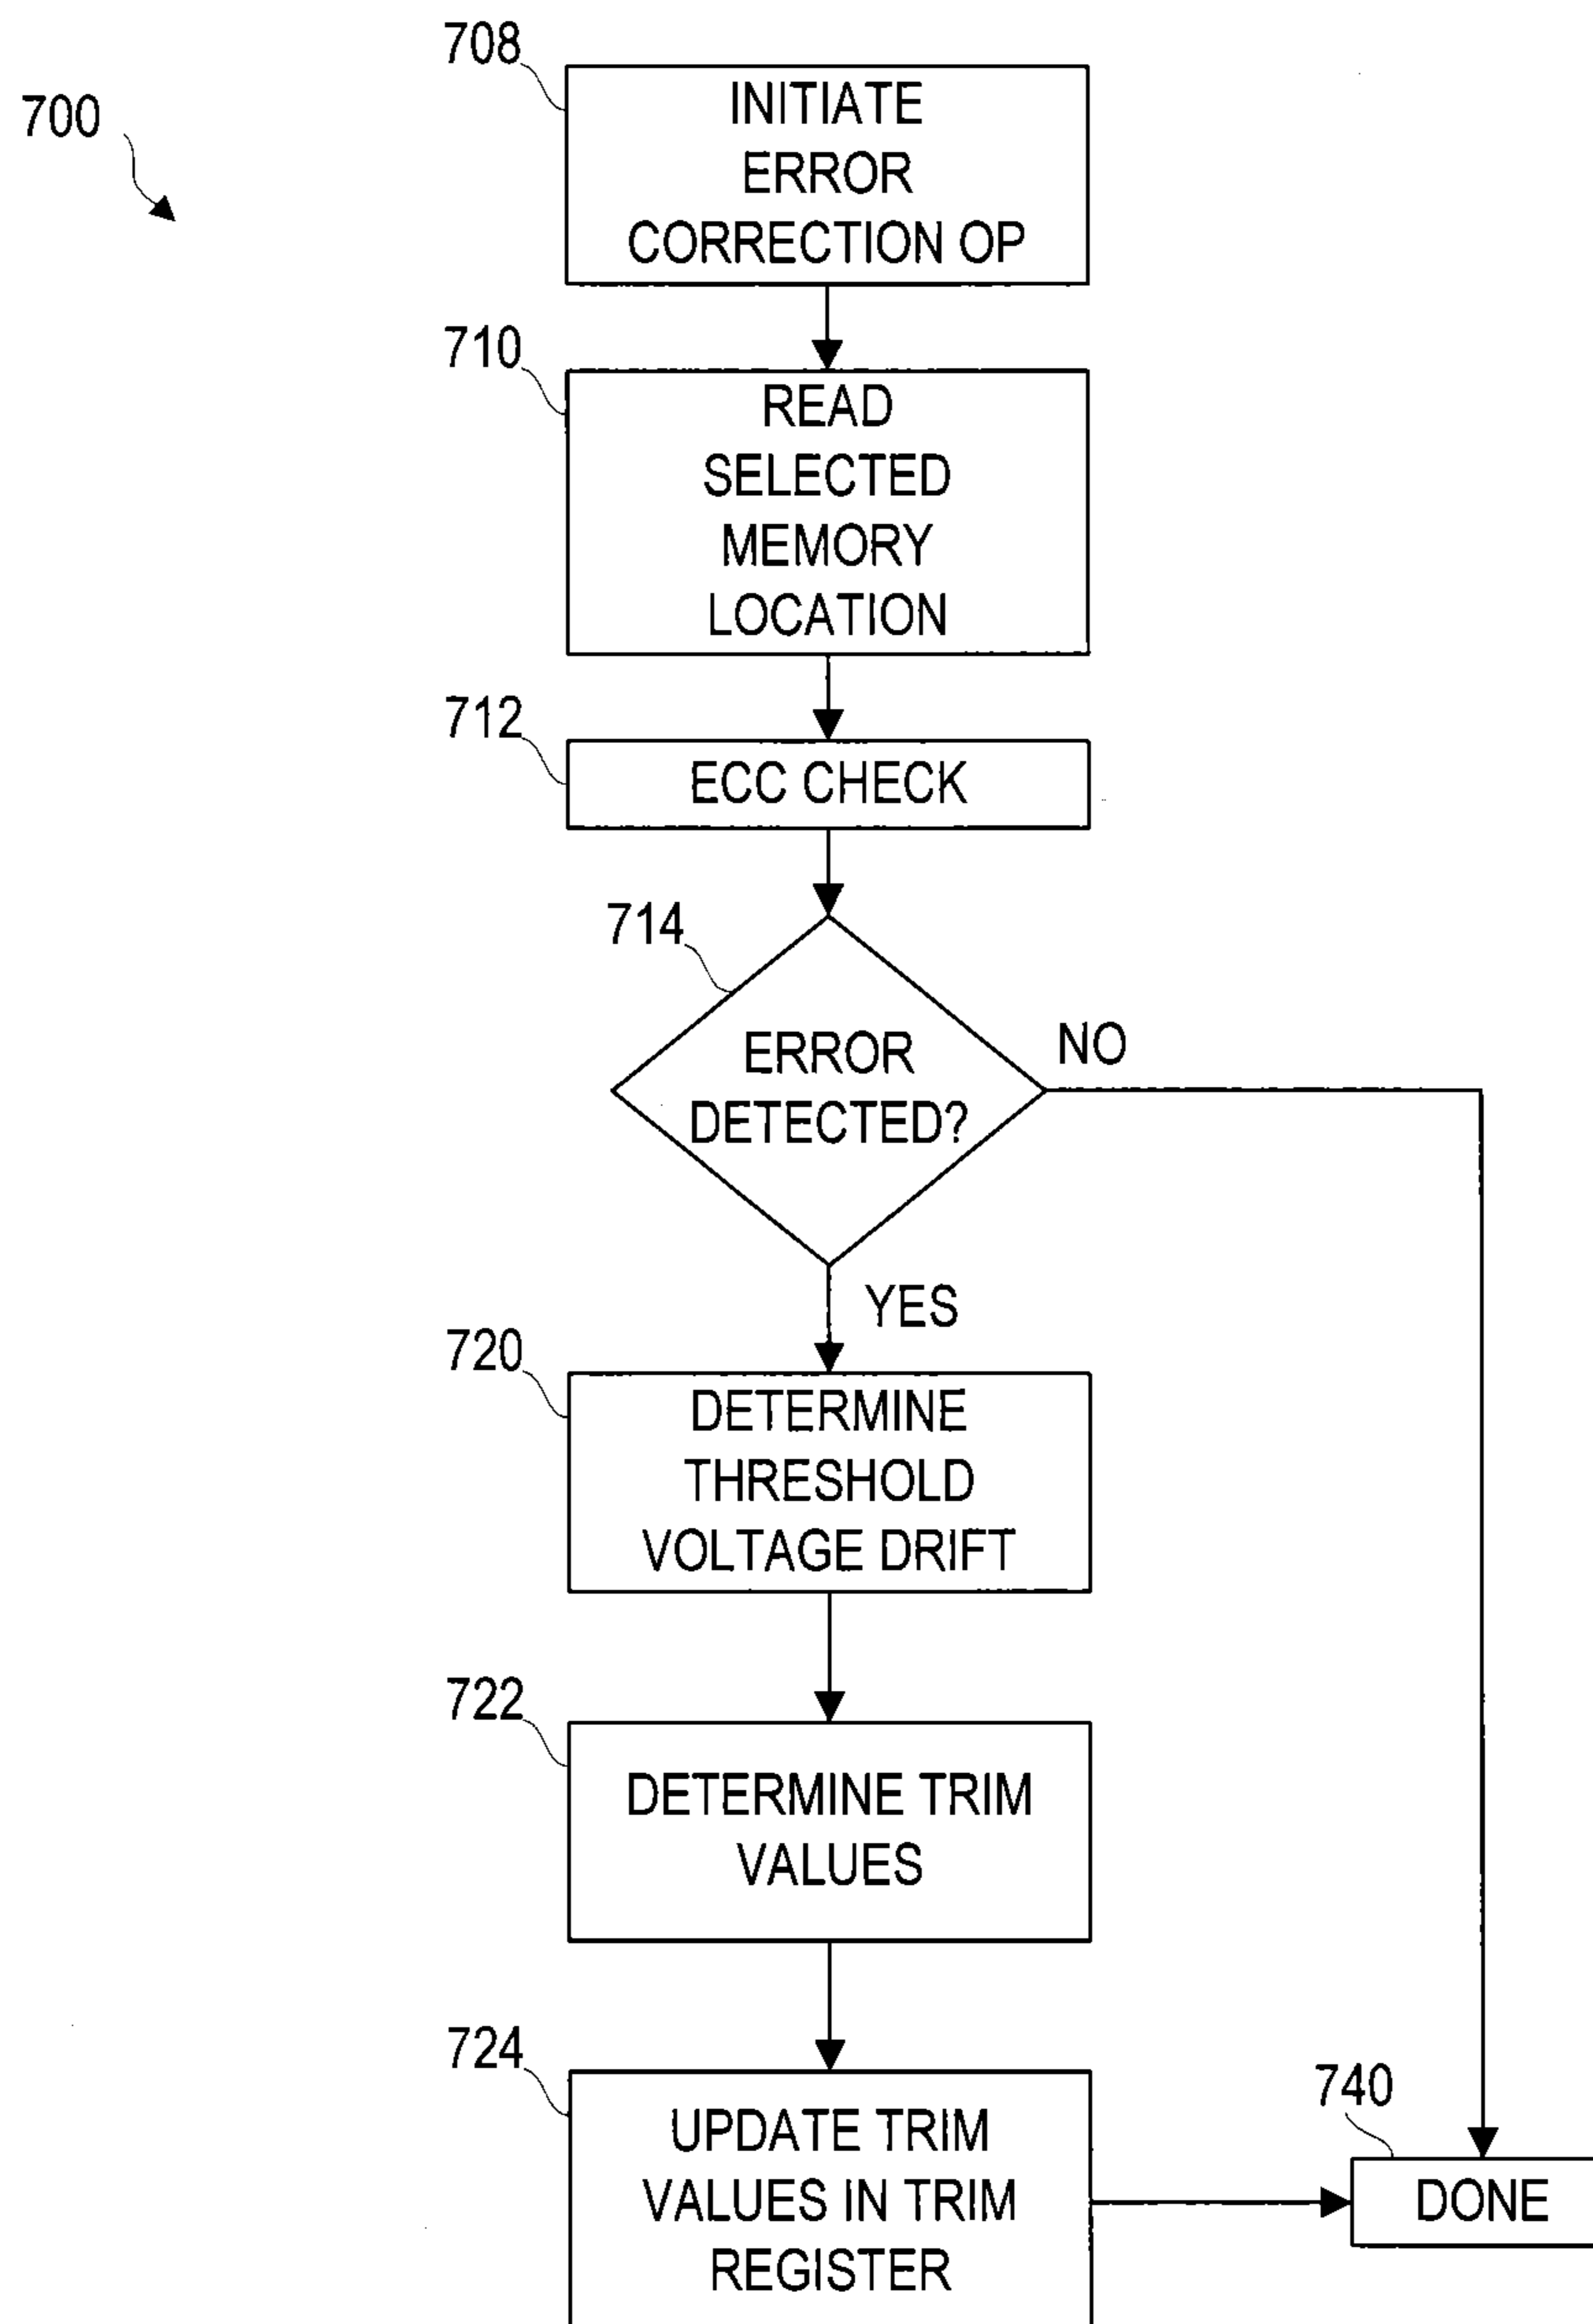 708
700
INITIATE
ERROR
CORRECTION OP
710
READ
SELECTED
MEMORY
LOCATION
712
ECC CHECK
714
ERROR
DETECTED?
NO
YES
720
DETERMINE
THRESHOLD
VOLTAGE DRIFT
722
DETERMINE TRIM
VALUES
724
UPDATE TRIM
VALUES IN TRIM
REGISTER
740
DONE